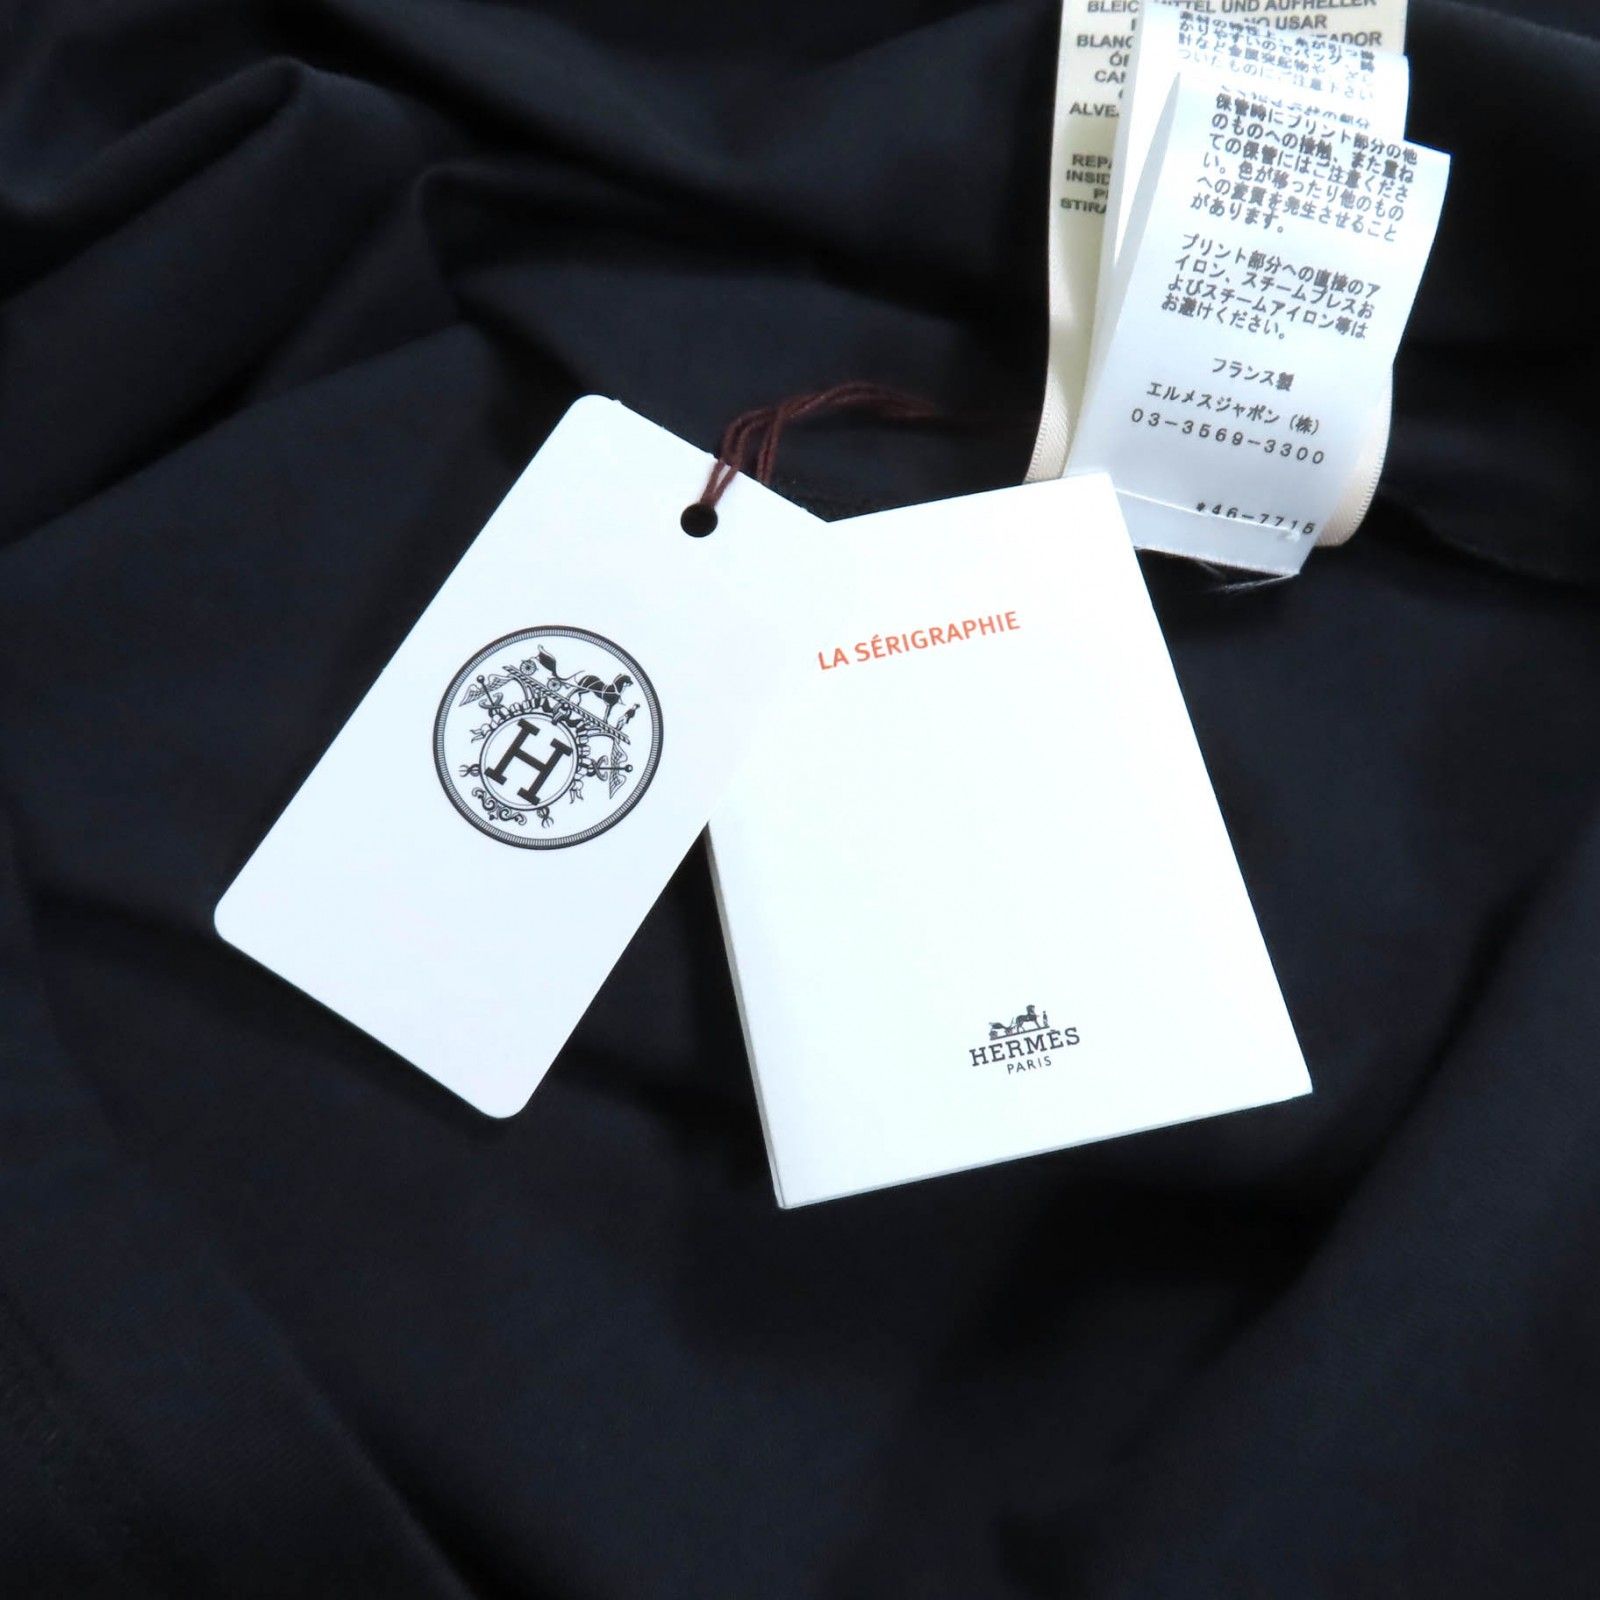 MITTEL UND AUFHELLER
NO USAR
BLANC
ALVE
REPA
INSID
STIRA
保管時にプリント部分の他
のものへの接触、また重ね
ての保管にはご注意くださ
い。色が移ったり他のもの
への変質を発生させること
があります。
プリント部分への直接のア
イロン、スチームプレスお
よびスチームアイロン等は
お避けください。
フランス製
エルメスジャポン(株)
03-3569-3300
*46-7715
LA SÉRIGRAPHIE
H
HERMÈS
PARIS